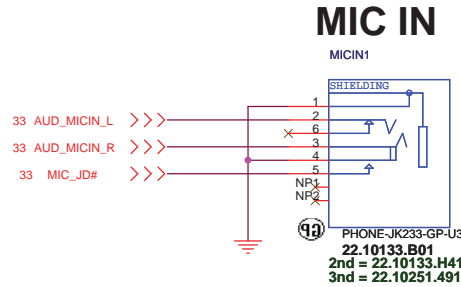 MIC IN
MICIN1
SHIELDING
1
33 AUD_MICIN_L 2
6
33 AUD_MICIN_R 3
4
33 MIC_JD# 5
NP1
NP2
GP
PHONE-JK233-GP-U3
22.10133.B01
2nd = 22.10133.H41
3nd = 22.10251.491